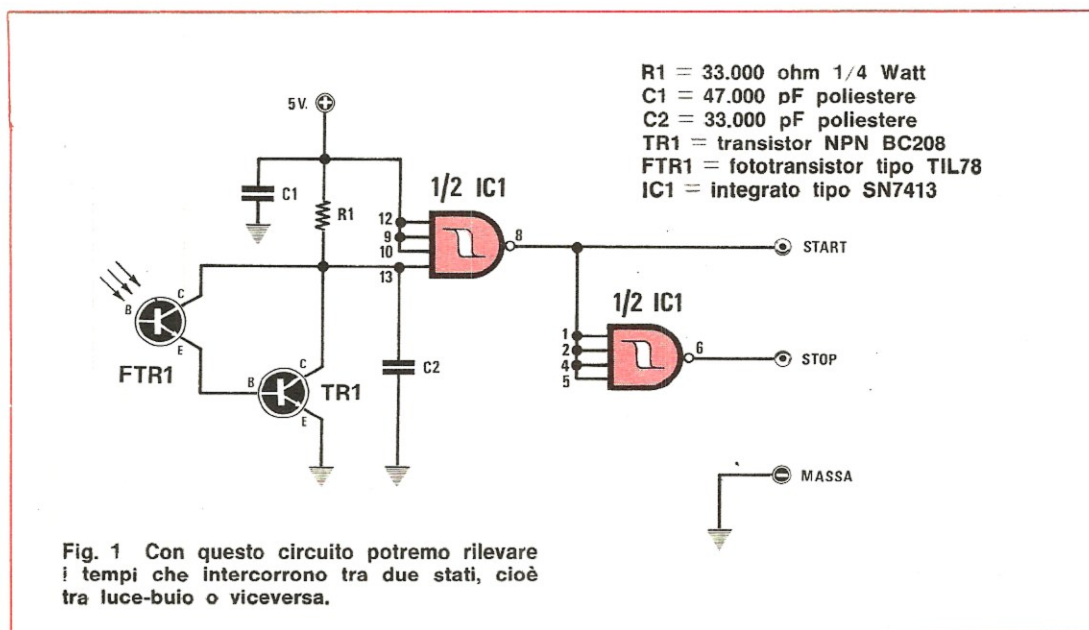 R1 = 33.000 ohm 1/4 Watt
C1 = 47.000 pF poliestere
C2 = 33.000 pF poliestere
TR1 = transistor NPN BC208
FTR1 = fototransistor tipo TIL78
IC1 = integrato tipo SN7413
5V.
C1
R1
1/2 IC1
12
9
10
13
8
START
B
C
E
FTR1
B
C
E
TR1
C2
1/2 IC1
1
2
4
5
6
STOP
MASSA
Fig. 1 Con questo circuito potremo rilevare
i tempi che intercorrono tra due stati, cioè
tra luce-buio o viceversa.